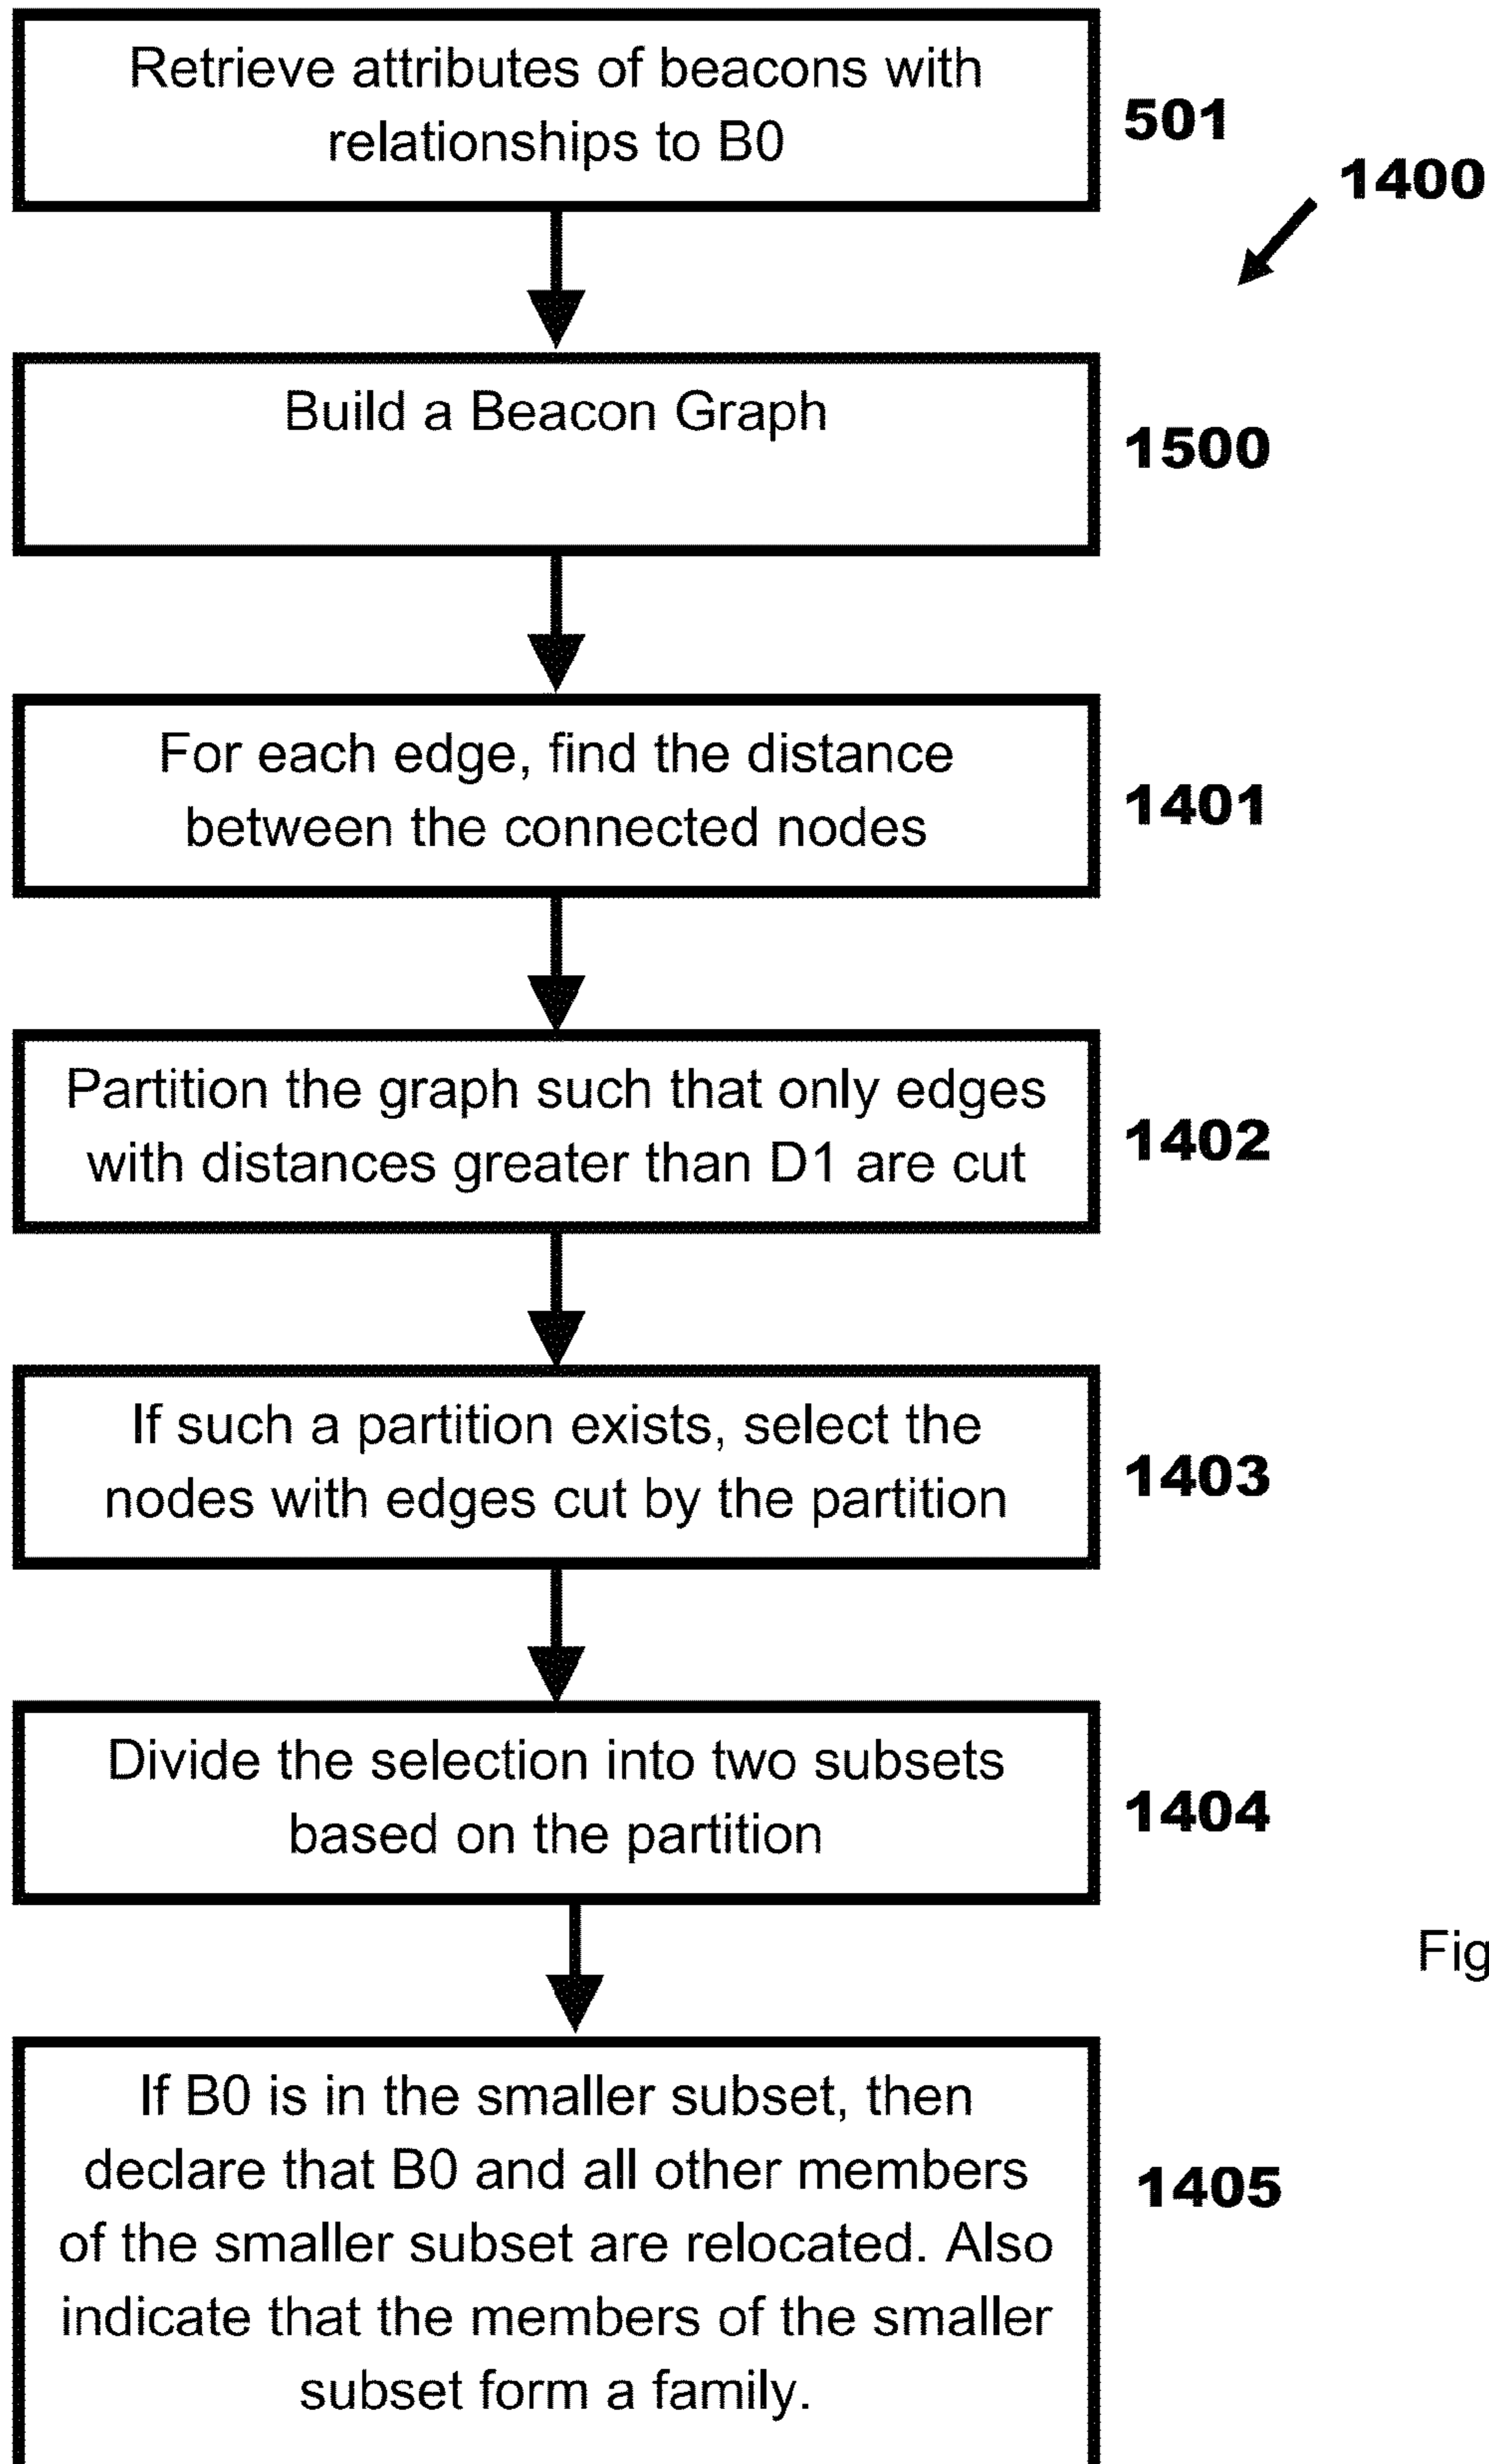 Retrieve attributes of beacons with
relationships to B0
501
1400
Build a Beacon Graph
1500
For each edge, find the distance
between the connected nodes
1401
Partition the graph such that only edges
with distances greater than D1 are cut
1402
If such a partition exists, select the
nodes with edges cut by the partition
1403
Divide the selection into two subsets
based on the partition
1404
Fig
If B0 is in the smaller subset, then
declare that B0 and all other members
of the smaller subset are relocated. Also
indicate that the members of the smaller
subset form a family.
1405